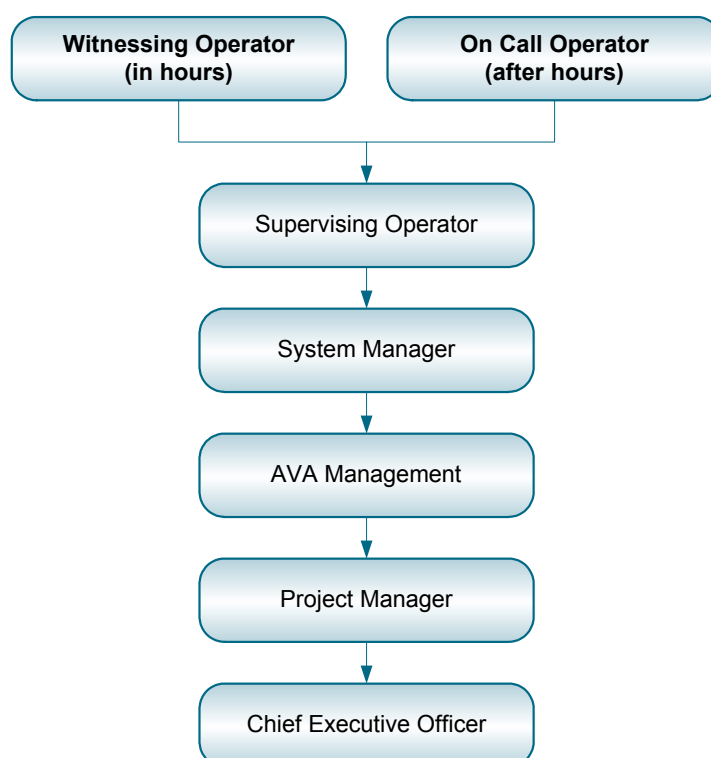 Witnessing Operator
(in hours)
On Call Operator
(after hours)
Supervising Operator
System Manager
AVA Management
Project Manager
Chief Executive Officer